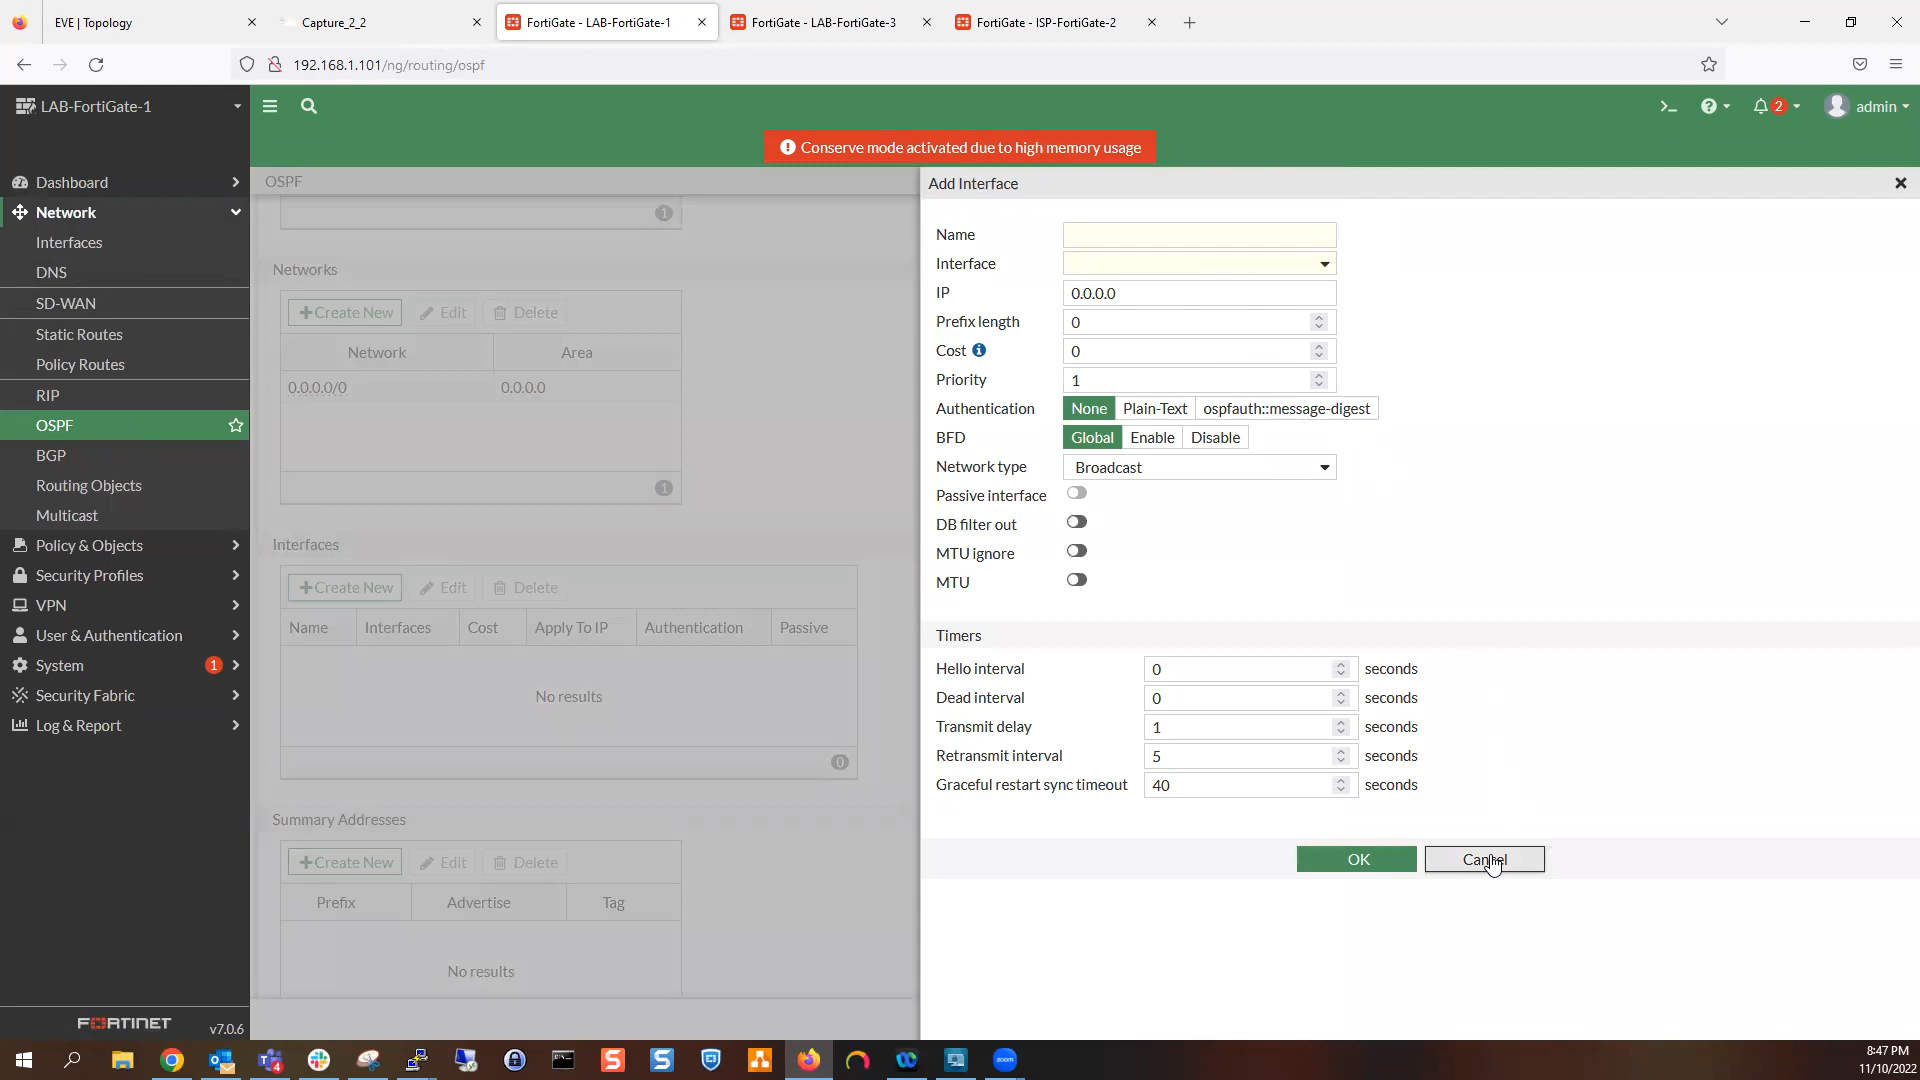 EVE | Topology
Capture_2_2
FortiGate - LAB-FortiGate-1
FortiGate - LAB-FortiGate-3
FortiGate - ISP-FortiGate-2
192.168.1.101/ng/routing/ospf
LAB-FortiGate-1
2
admin
Conserve mode activated due to high memory usage
Dashboard
Network
Interfaces
DNS
SD-WAN
Static Routes
Policy Routes
RIP
OSPF
BGP
Routing Objects
Multicast
Policy & Objects
Security Profiles
VPN
User & Authentication
System 1
Security Fabric
Log & Report
FORTINET v7.0.6
OSPF
1
Networks
Create New Edit Delete
Network Area
0.0.0.0/0 0.0.0.0
1
Interfaces
Create New Edit Delete
Name Interfaces Cost Apply To IP Authentication Passive
No results
0
Summary Addresses
Create New Edit Delete
Prefix Advertise Tag
No results
Add Interface
Name
Interface
IP 0.0.0.0
Prefix length 0
Cost 0
Priority 1
Authentication None Plain-Text ospfauth::message-digest
BFD Global Enable Disable
Network type Broadcast
Passive interface
DB filter out
MTU ignore
MTU
Timers
Hello interval 0 seconds
Dead interval 0 seconds
Transmit delay 1 seconds
Retransmit interval 5 seconds
Graceful restart sync timeout 40 seconds
OK Cancel
4
zoom
8:47 PM
11/10/2022